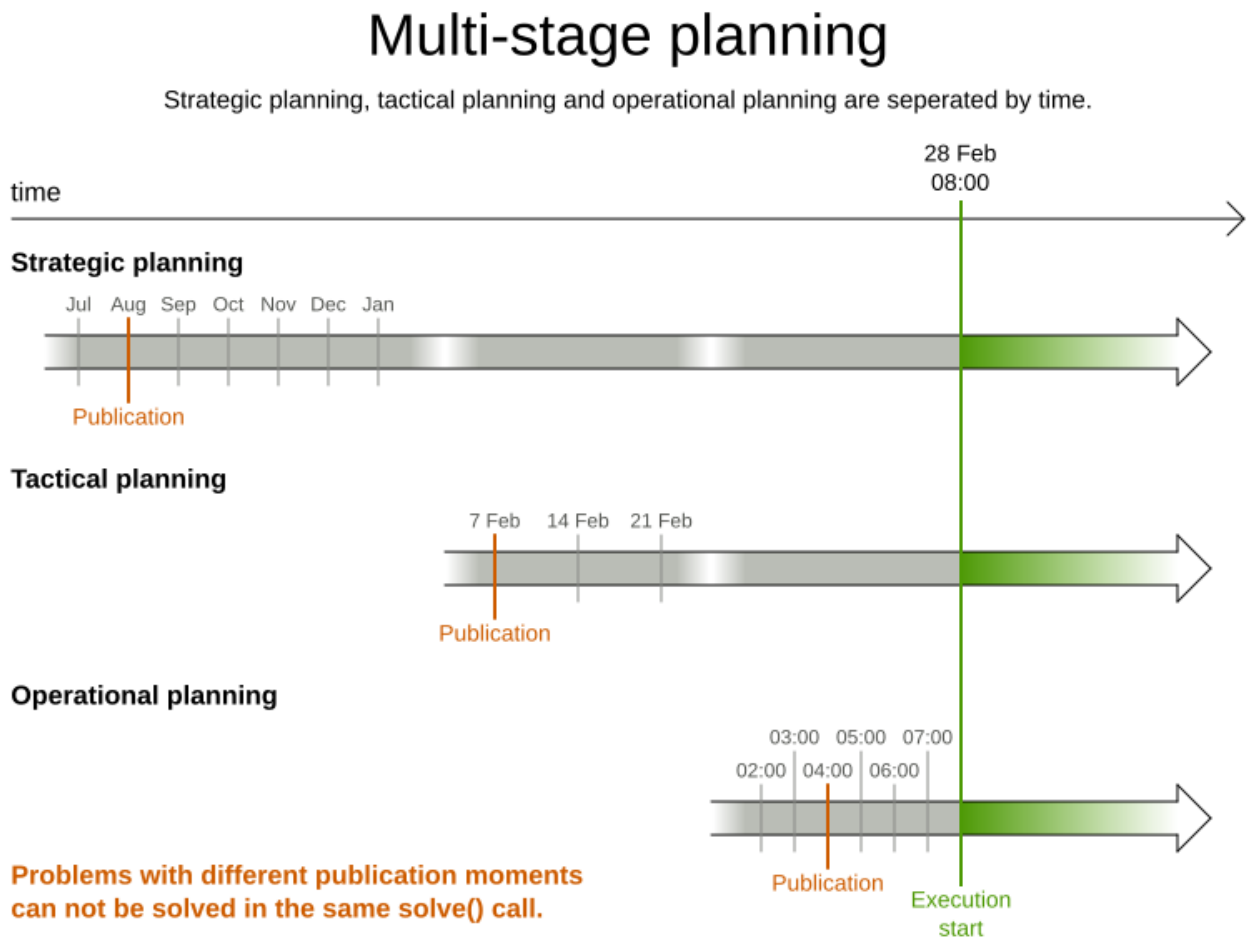 Multi-stage planning
Strategic planning, tactical planning and operational planning are seperated by time.
28 Feb
08:00
time
Strategic planning
Jul Aug Sep Oct Nov Dec Jan
Publication
Tactical planning
7 Feb 14 Feb 21 Feb
Publication
Operational planning
03:00 05:00 07:00
02:00 04:00 06:00
Publication
Execution
start
Problems with different publication moments
can not be solved in the same solve() call.